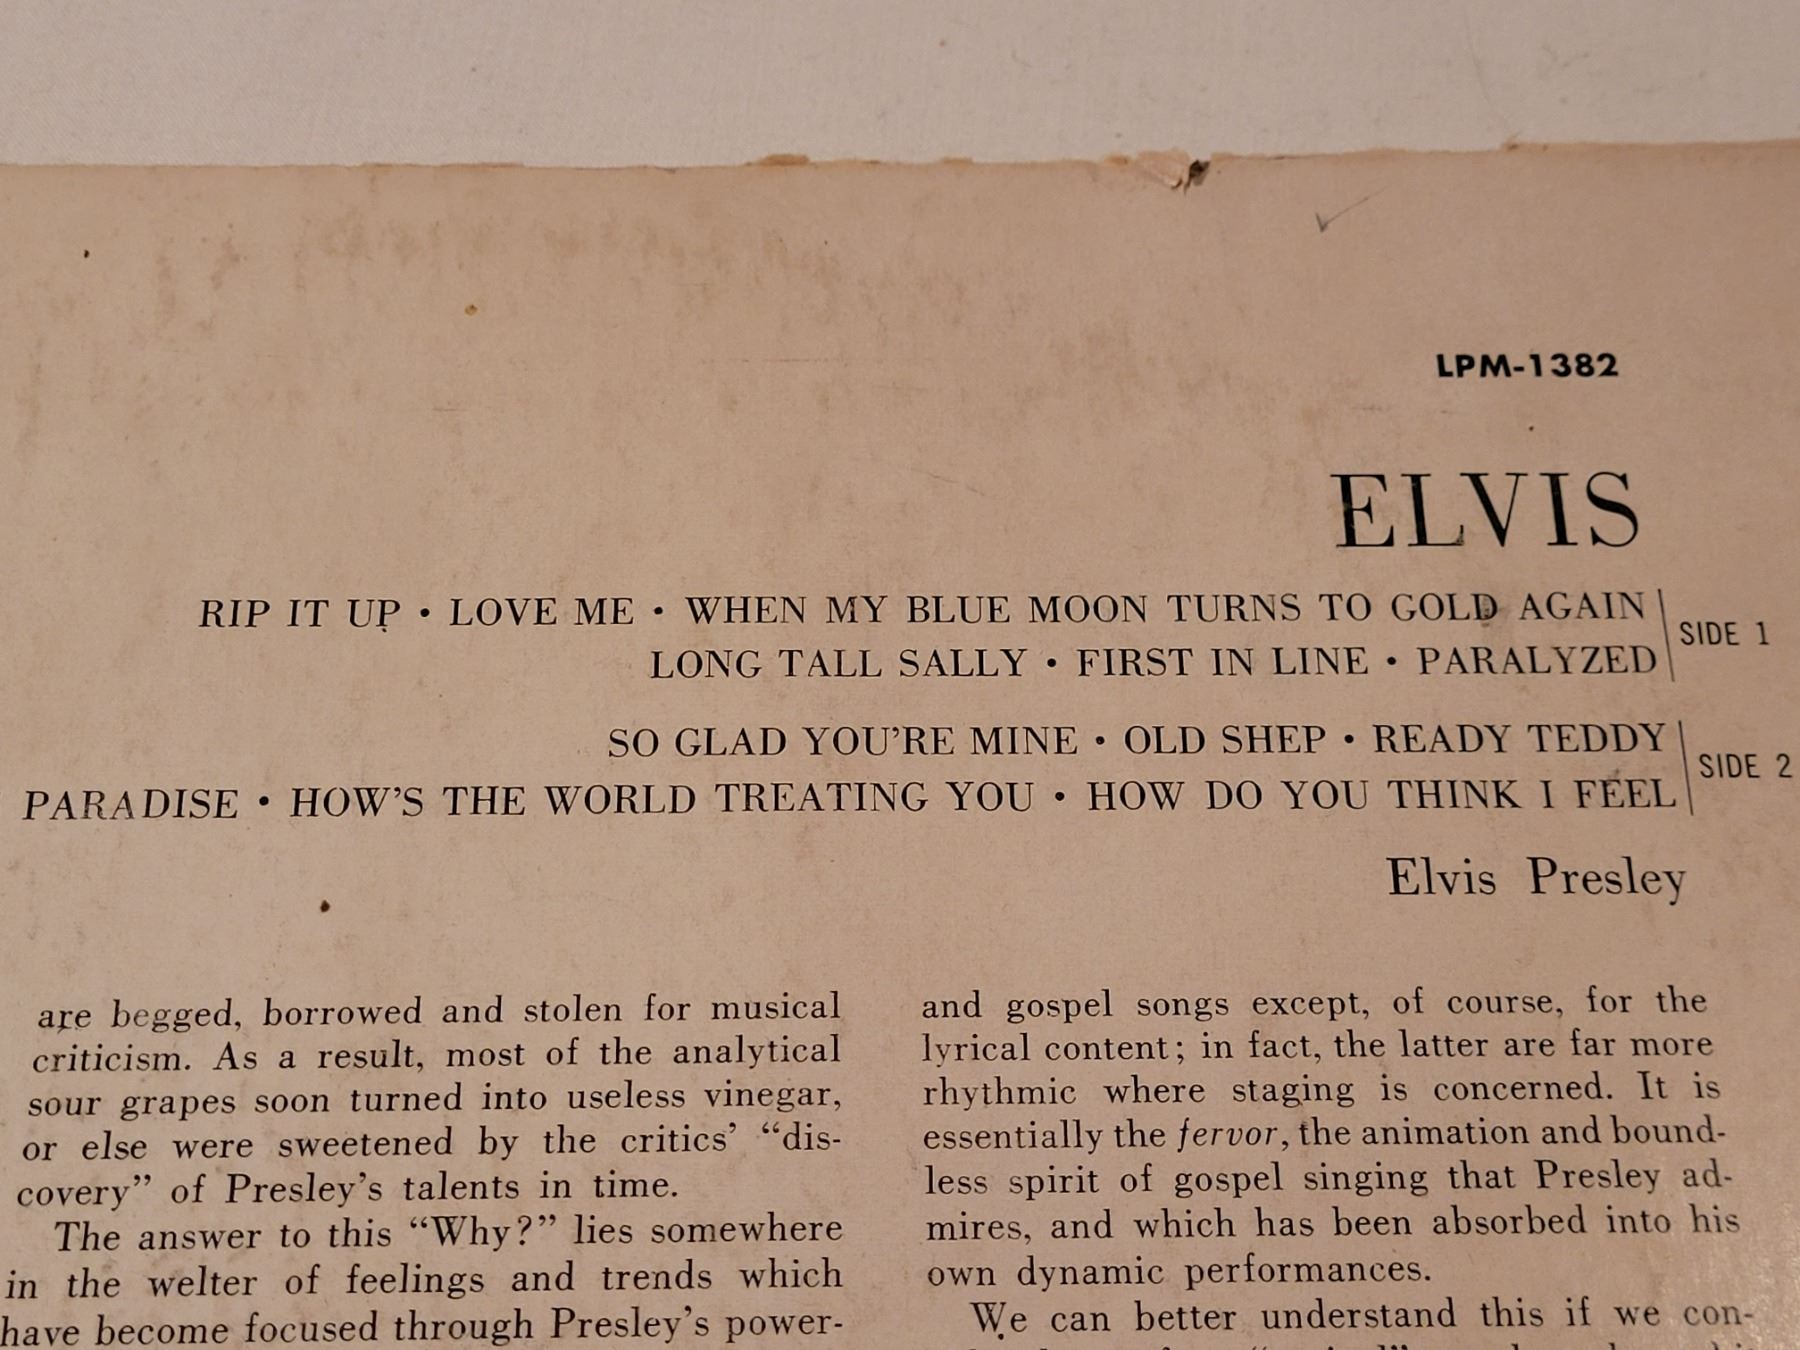 LPM-1382
ELVIS
RIP IT UP • LOVE ME • WHEN MY BLUE MOON TURNS TO GOLD AGAIN
LONG TALL SALLY • FIRST IN LINE • PARALYZED
SIDE 1
SO GLAD YOU'RE MINE • OLD SHEP • READY TEDDY
PARADISE • HOW'S THE WORLD TREATING YOU • HOW DO YOU THINK I FEEL
SIDE 2
Elvis Presley
are begged, borrowed and stolen for musical
criticism. As a result, most of the analytical
sour grapes soon turned into useless vinegar,
or else were sweetened by the critics' “dis-
covery” of Presley's talents in time.
The answer to this “Why?” lies somewhere
in the welter of feelings and trends which
have become focused through Presley's power-
and gospel songs except, of course, for the
lyrical content; in fact, the latter are far more
rhythmic where staging is concerned. It is
essentially the fervor, the animation and bound-
less spirit of gospel singing that Presley ad-
mires, and which has been absorbed into his
own dynamic performances.
We can better understand this if we con-